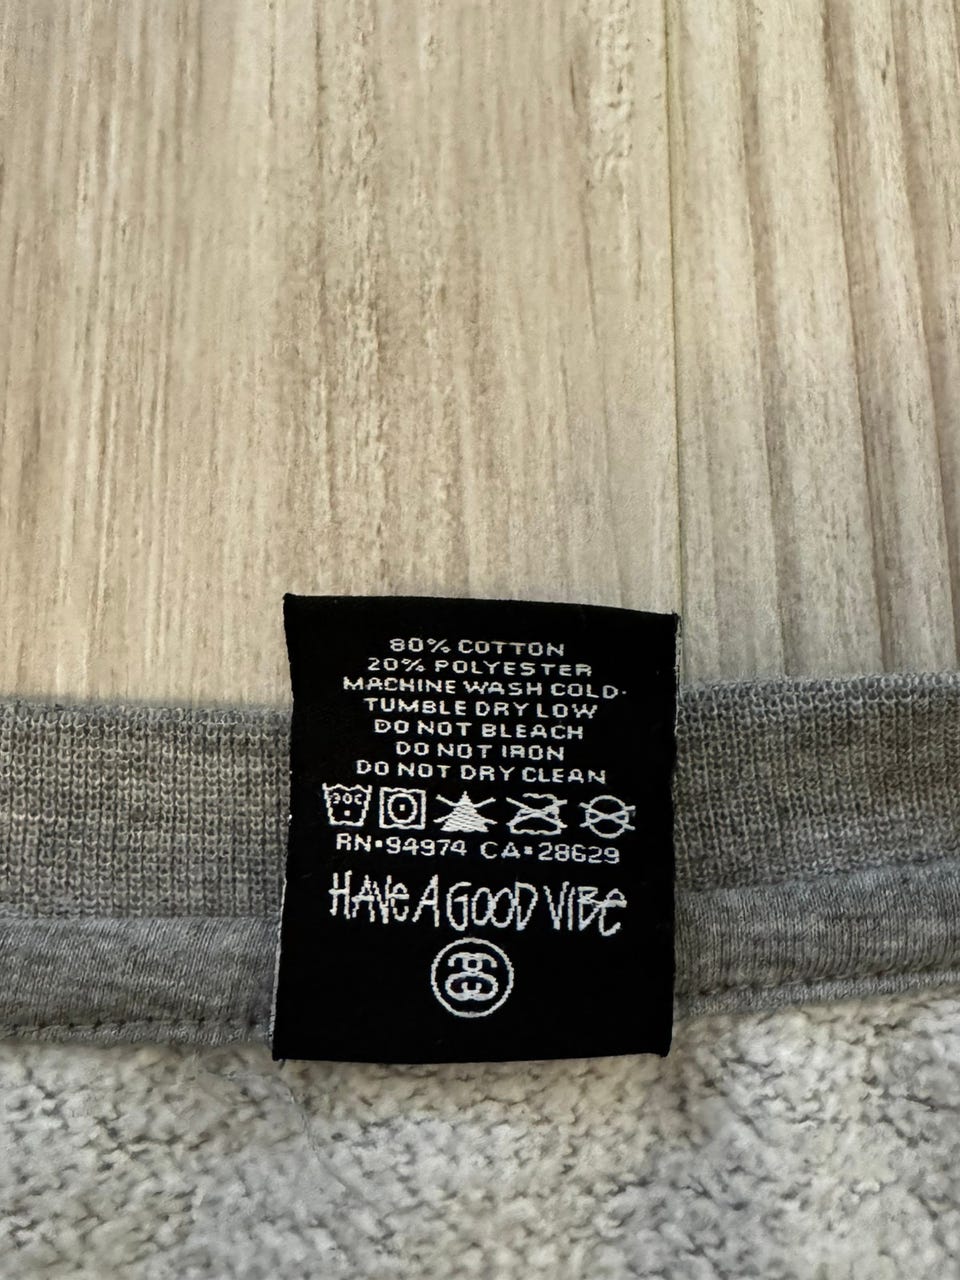 80% COTTON
20% POLYESTER
MACHINE WASH COLD·
TUMBLE DRY LOW
DO NOT BLEACH
DO NOT IRON
DO NOT DRY CLEAN
30C
RN·94974 CA:28629
HAVE A GOOD VIBE